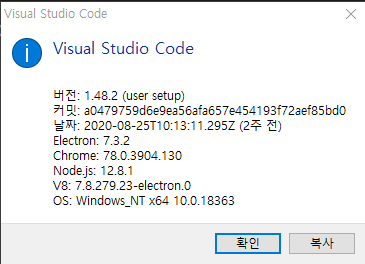 Visual Studio Code
Visual Studio Code
버전: 1.48.2 (user setup)
커밋: a0479759d6e9ea56afa657e454193f72aef85bd0
날짜: 2020-08-25T10:13:11.295Z (2주 전)
Electron: 7.3.2
Chrome: 78.0.3904.130
Node.js: 12.8.1
V8: 7.8.279.23-electron.0
OS: Windows_NT x64 10.0.18363
확인
복사